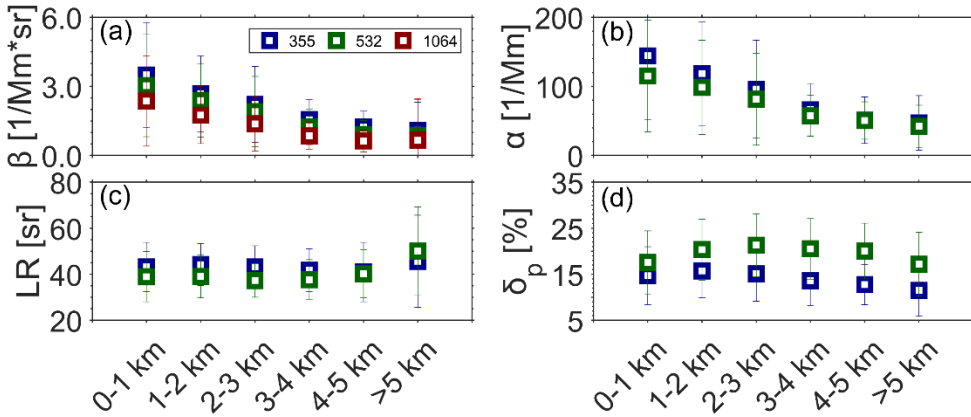 (a)
355 532 1064
β [1/Mm*sr]
6.0
3.0
0.0
(b)
α [1/Mm]
200
100
0
(c)
LR [sr]
80
60
40
20
(d)
δp [%]
35
25
15
5
0-1 km
1-2 km
2-3 km
3-4 km
4-5 km
>5 km
0-1 km
1-2 km
2-3 km
3-4 km
4-5 km
>5 km